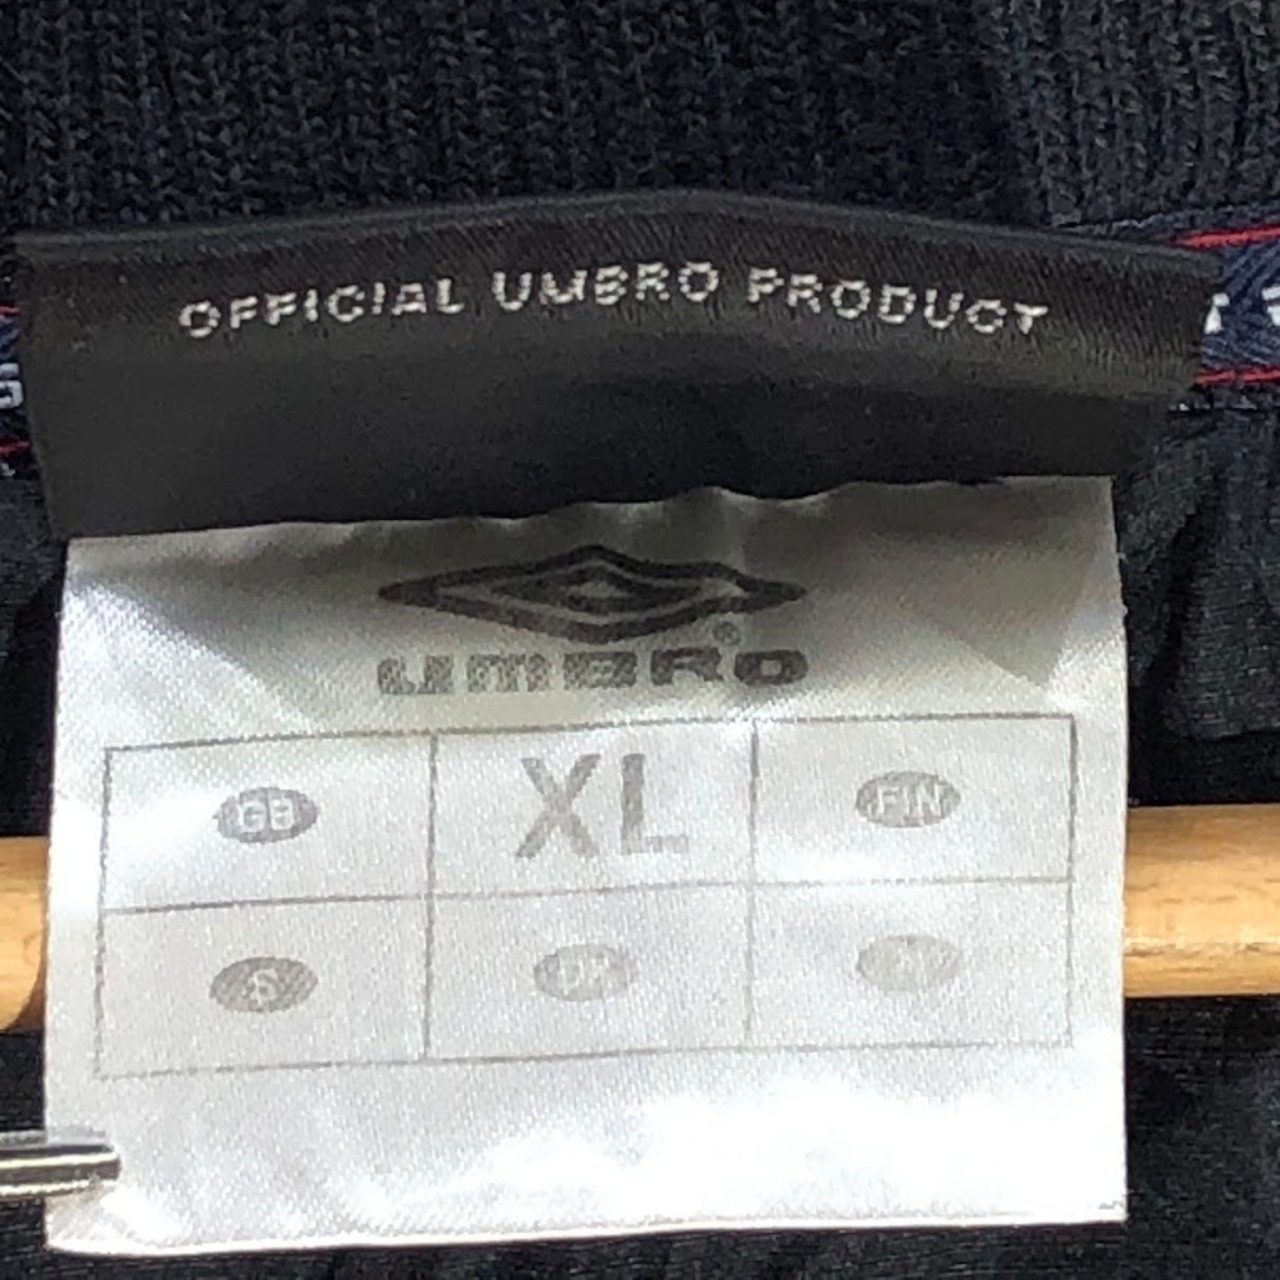 OFFICIAL UMBRO PRODUCT
®
UMBRO
GB XL FIN
S DK N